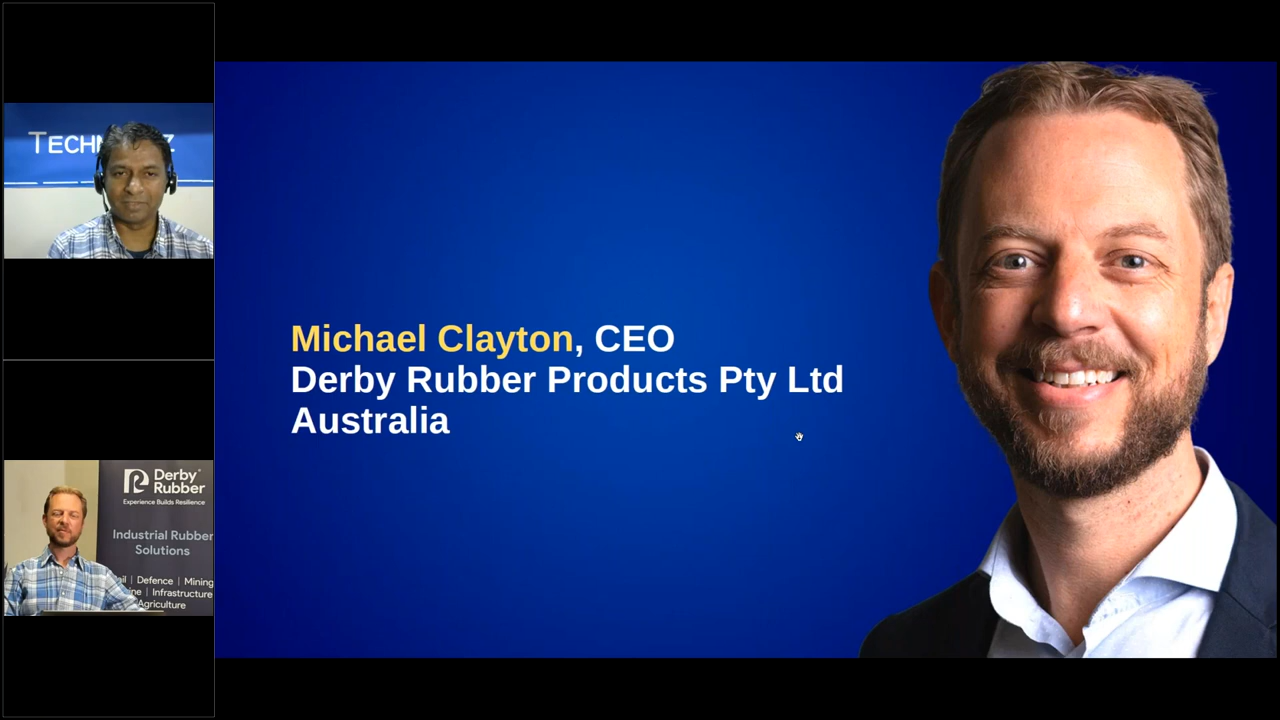 TECHN Z
Derby
Rubber
Experience Builds Resilience
Industrial Rubber
Solutions
Defence | Mining
Infrastructure
Agriculture
Michael Clayton, CEO
Derby Rubber Products Pty Ltd
Australia